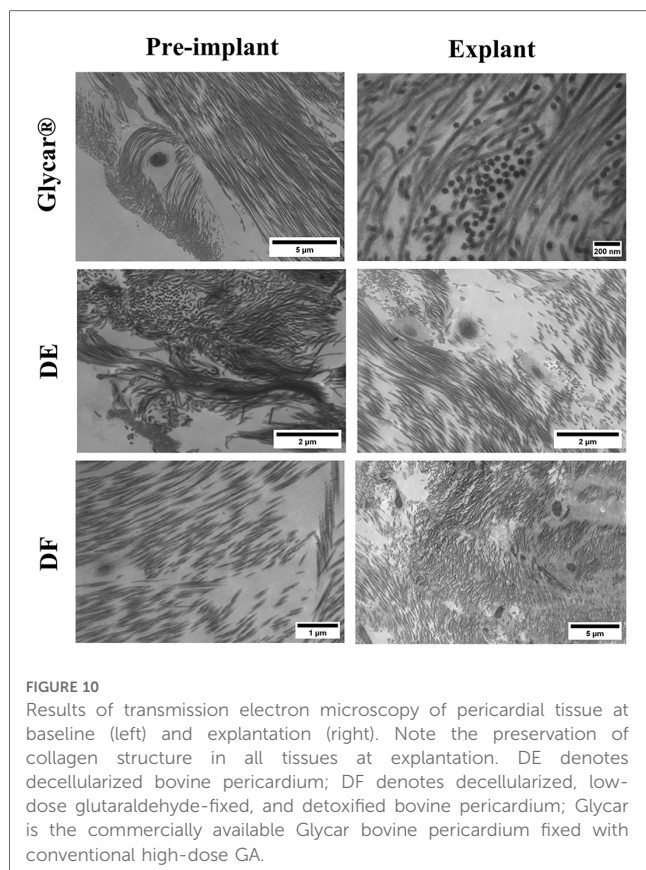 Pre-implant
Explant
Glycar®
5 µm
200 nm
DE
2 µm
2 µm
DF
1 µm
5 µm
FIGURE 10
Results of transmission electron microscopy of pericardial tissue at
baseline (left) and explantation (right). Note the preservation of
collagen structure in all tissues at explantation. DE denotes
decellularized bovine pericardium; DF denotes decellularized, low-
dose glutaraldehyde-fixed, and detoxified bovine pericardium; Glycar
is the commercially available Glycar bovine pericardium fixed with
conventional high-dose GA.